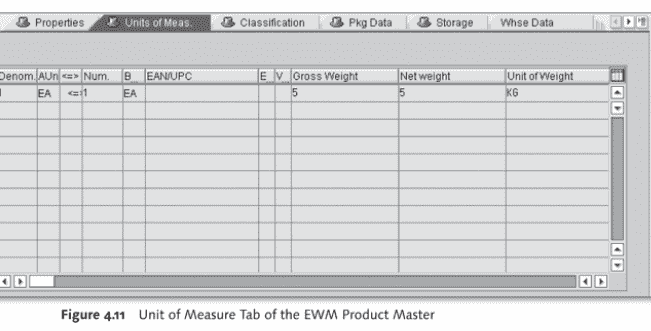 Properties Units of Meas. Classification Pkg Data Storage Whse Data
Denom. AUn <=> Num. B... EAN/UPC E... V... Gross Weight Net weight Unit of Weight
1 EA <=> 1 EA 5 5 KG
Figure 4.11 Unit of Measure Tab of the EWM Product Master